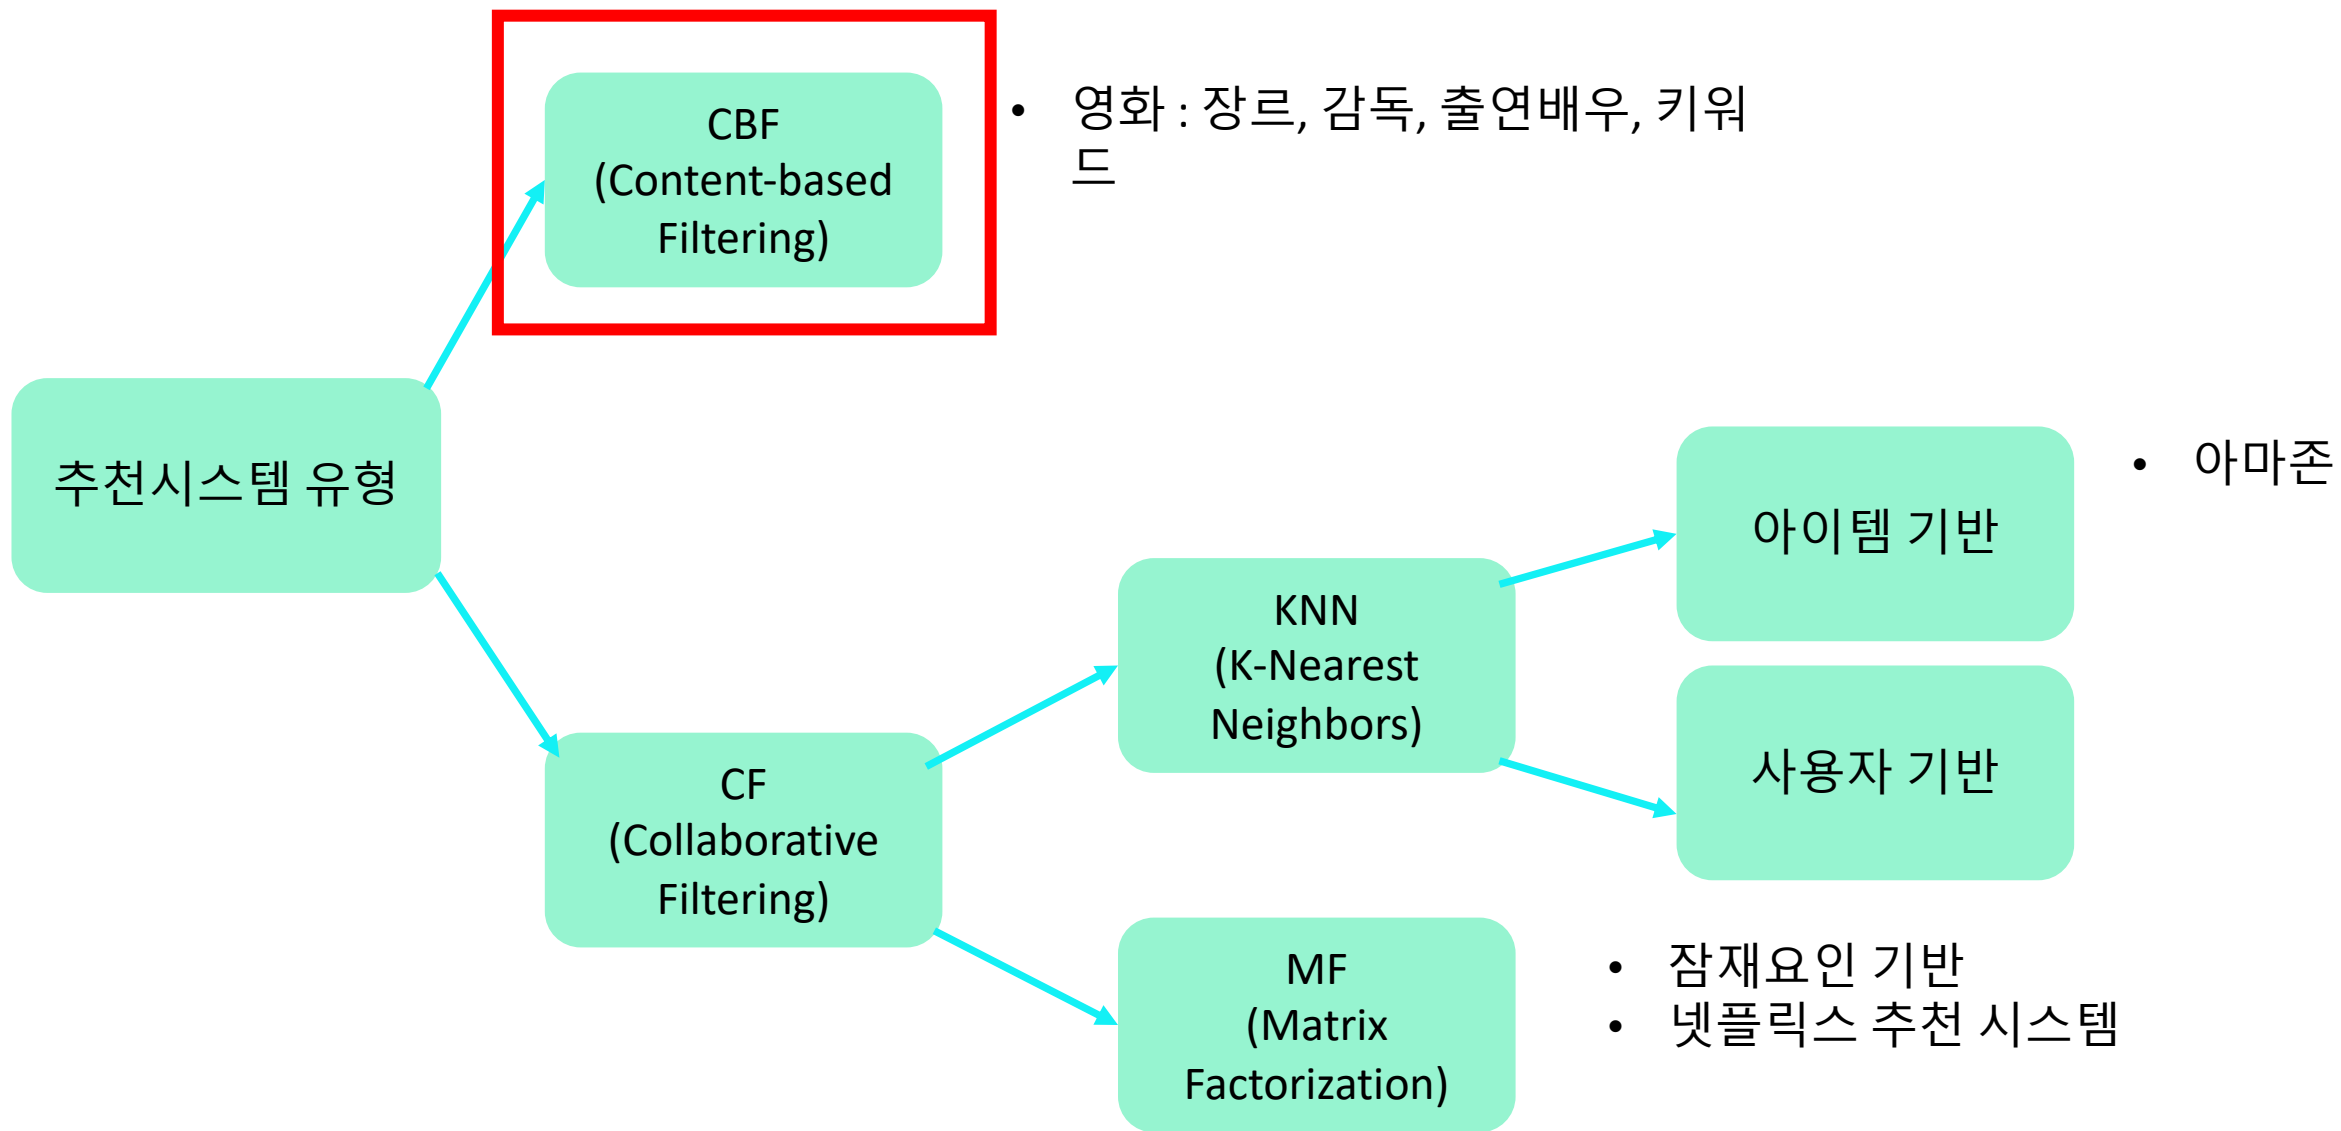 CBF
(Content-based
Filtering)
• 영화 : 장르, 감독, 출연배우, 키워
드
추천시스템 유형
아이템 기반
• 아마존
KNN
(K-Nearest
Neighbors)
사용자 기반
CF
(Collaborative
Filtering)
MF
(Matrix
Factorization)
• 잠재요인 기반
• 넷플릭스 추천 시스템